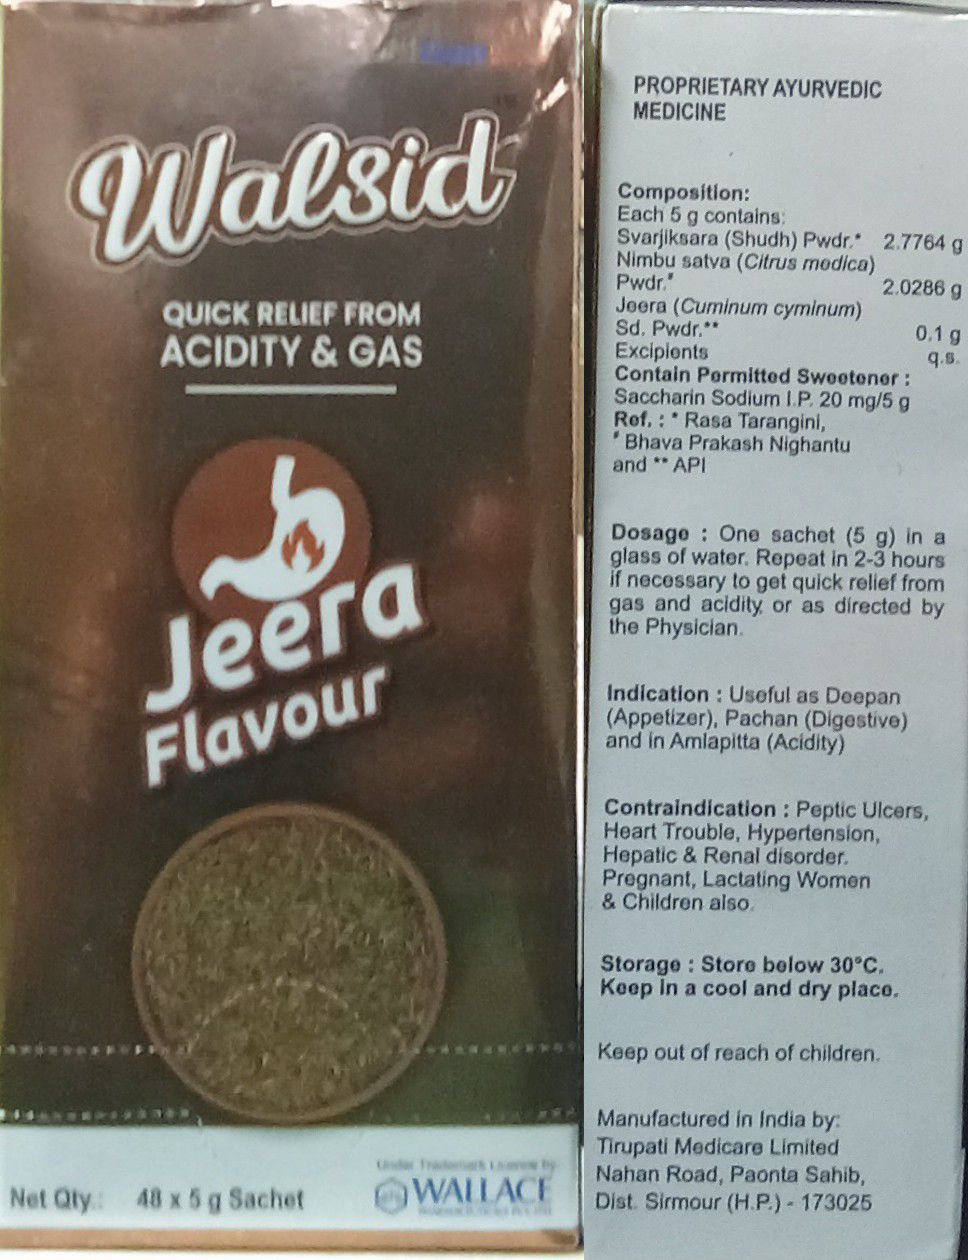 Walsid
QUICK RELIEF FROM
ACIDITY & GAS
Jeera
Flavour
Net Qty.: 48 x 5 g Sachet
Under Trademark Licence by
WALLACE
PROPRIETARY AYURVEDIC
MEDICINE
Composition:
Each 5 g contains:
Svarjiksara (Shudh) Pwdr.* 2.7764 g
Nimbu satva (Citrus medica)
Pwdr.# 2.0286 g
Jeera (Cuminum cyminum)
Sd. Pwdr.** 0.1 g
Excipients q.s.
Contain Permitted Sweetener :
Saccharin Sodium I.P. 20 mg/5 g
Ref. : * Rasa Tarangini,
# Bhava Prakash Nighantu
and ** API
Dosage : One sachet (5 g) in a
glass of water. Repeat in 2-3 hours
if necessary to get quick relief from
gas and acidity, or as directed by
the Physician.
Indication : Useful as Deepan
(Appetizer), Pachan (Digestive)
and in Amlapitta (Acidity)
Contraindication : Peptic Ulcers,
Heart Trouble, Hypertension,
Hepatic & Renal disorder.
Pregnant, Lactating Women
& Children also.
Storage : Store below 30°C.
Keep in a cool and dry place.
Keep out of reach of children.
Manufactured in India by:
Tirupati Medicare Limited
Nahan Road, Paonta Sahib,
Dist. Sirmour (H.P.) - 173025